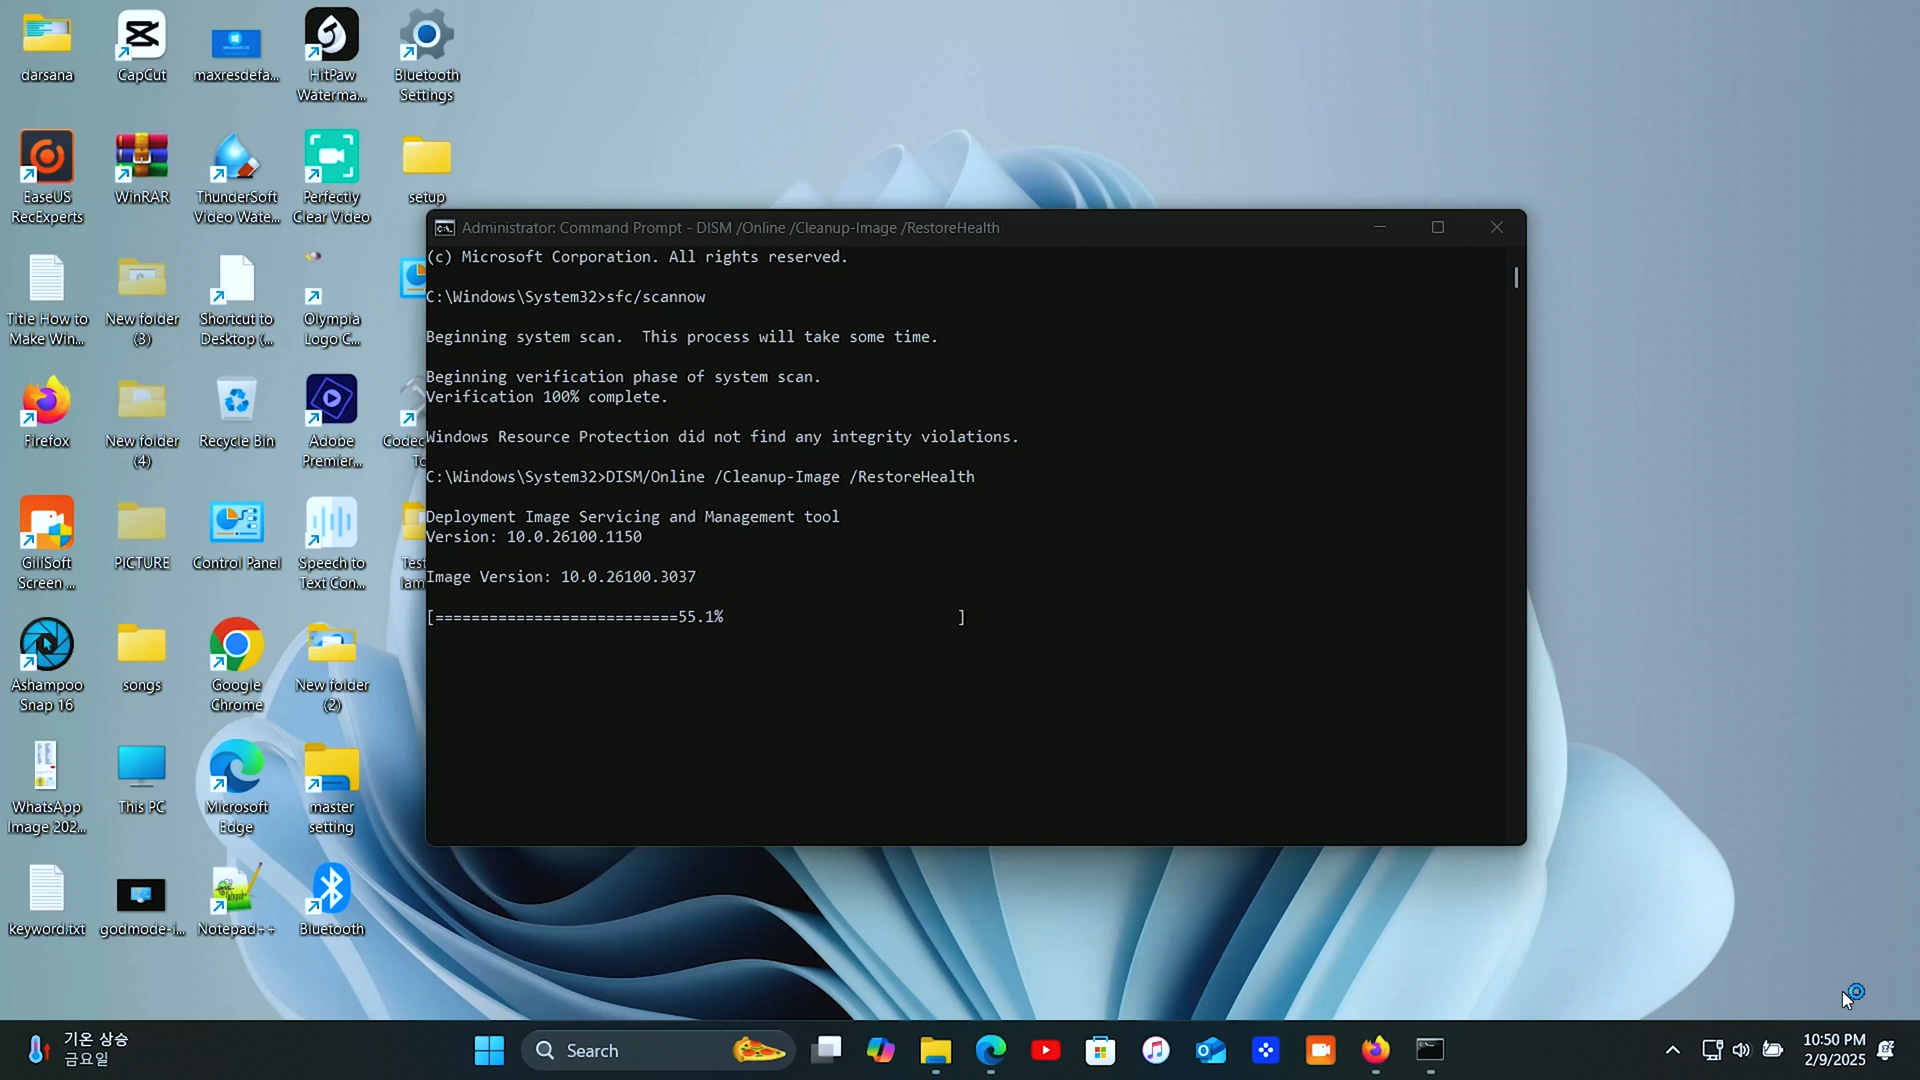 darsana
CapCut
maxresdefa...
HitPaw
Waterma...
Bluetooth
Settings
EaseUS
RecExperts
WinRAR
ThunderSoft
Video Wate...
Perfectly
Clear Video
setup
Title How to
Make Win...
New folder
(3)
Shortcut to
Desktop (...
Olympia
Logo C...
Firefox
New folder
(4)
Recycle Bin
Adobe
Premier...
Codec
GiliSoft
Screen ...
PICTURE
Control Panel
Speech to
Text Con...
Test
lam
Ashampoo
Snap 16
songs
Google
Chrome
New folder
(2)
WhatsApp
Image 202...
This PC
Microsoft
Edge
master
setting
keyword.txt
godmode-i...
Notepad++
Bluetooth
Administrator: Command Prompt - DISM /Online /Cleanup-Image /RestoreHealth
(c) Microsoft Corporation. All rights reserved.
C:\Windows\System32>sfc/scannow
Beginning system scan.  This process will take some time.
Beginning verification phase of system scan.
Verification 100% complete.
Windows Resource Protection did not find any integrity violations.
C:\Windows\System32>DISM/Online /Cleanup-Image /RestoreHealth
Deployment Image Servicing and Management tool
Version: 10.0.26100.1150
Image Version: 10.0.26100.3037
[===========================55.1%                          ]
기온 상승
금요일
Search
10:50 PM
2/9/2025